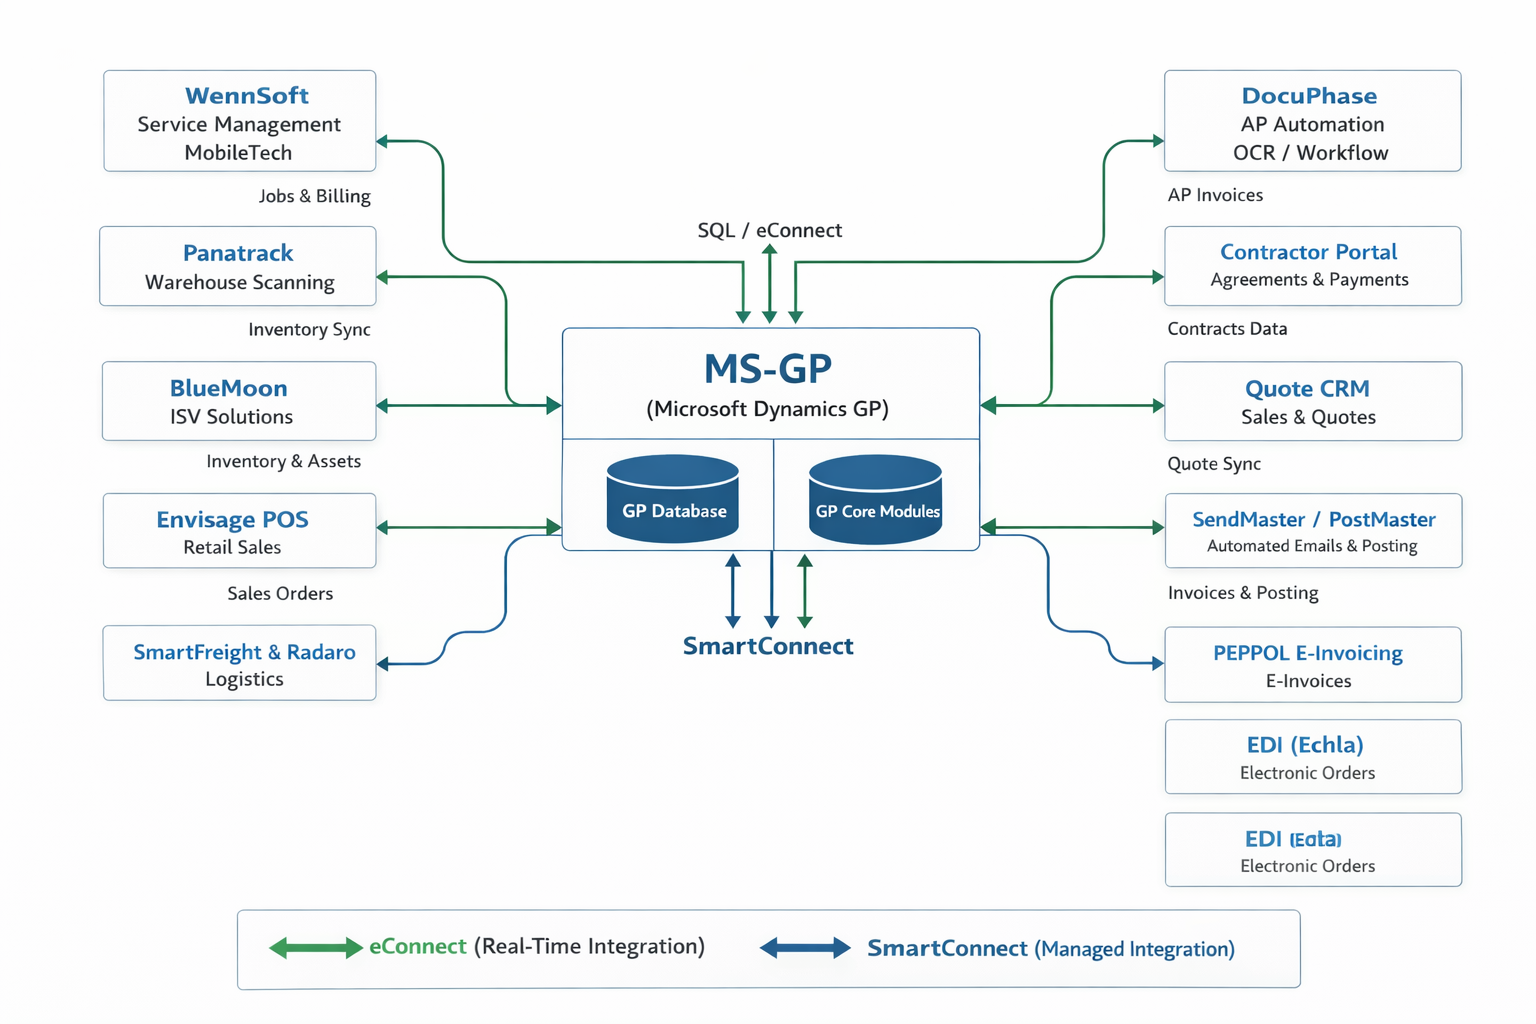 WennSoft
Service Management
MobileTech
Jobs & Billing
Panatrack
Warehouse Scanning
Inventory Sync
BlueMoon
ISV Solutions
Inventory & Assets
Envisage POS
Retail Sales
Sales Orders
SmartFreight & Radaro
Logistics
SQL / eConnect
MS-GP
(Microsoft Dynamics GP)
GP Database
GP Core Modules
SmartConnect
DocuPhase
AP Automation
OCR / Workflow
AP Invoices
Contractor Portal
Agreements & Payments
Contracts Data
Quote CRM
Sales & Quotes
Quote Sync
SendMaster / PostMaster
Automated Emails & Posting
Invoices & Posting
PEPPOL E-Invoicing
E-Invoices
EDI (Echla)
Electronic Orders
EDI
Electronic Orders
eConnect (Real-Time Integration)
SmartConnect (Managed Integration)